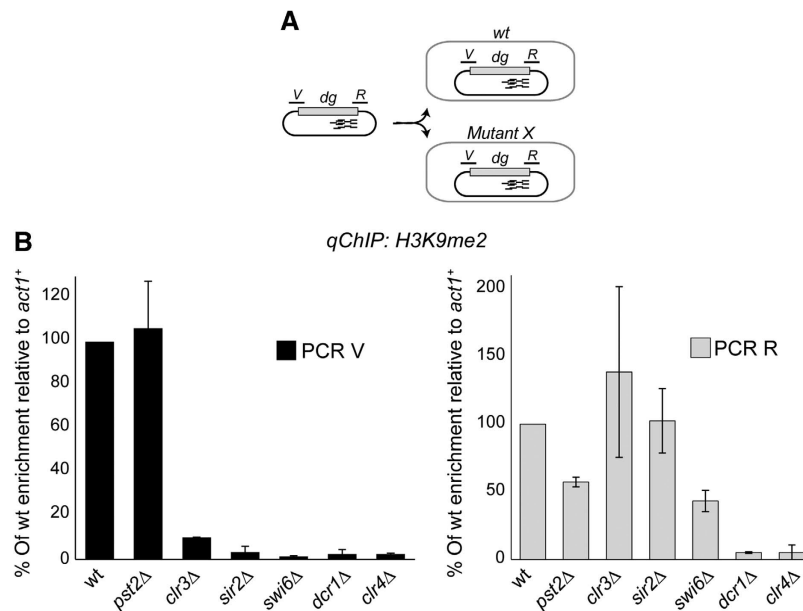 A
wt
V dg R
V dg R
Mutant X
V dg R
B
qChIP: H3K9me2
% Of wt enrichment relative to act1+
120
100
80
60
40
20
0
PCR V
wt
pst2Δ
clr3Δ
sir2Δ
swi6Δ
dcr1Δ
clr4Δ
% Of wt enrichment relative to act1+
200
150
100
50
0
PCR R
wt
pst2Δ
clr3Δ
sir2Δ
swi6Δ
dcr1Δ
clr4Δ